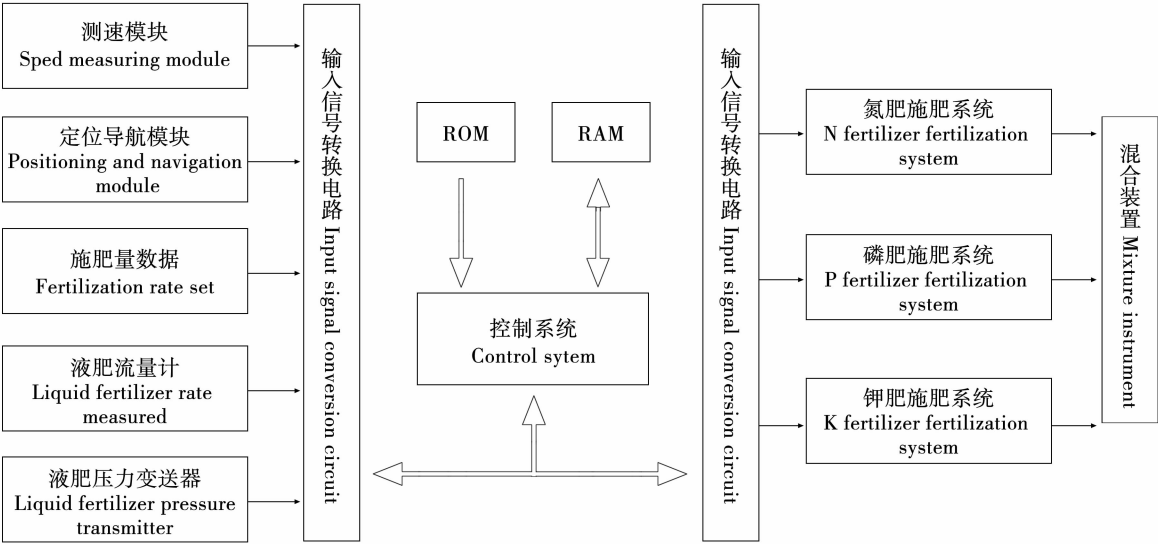 测速模块
Sped measuring module
定位导航模块
Positioning and navigation
module
施肥量数据
Fertilization rate set
液肥流量计
Liquid fertilizer rate
measured
液肥压力变送器
Liquid fertilizer pressure
transmitter
输入信号转换电路 Input signal conversion circuit
ROM
RAM
控制系统
Control sytem
输入信号转换电路 Input signal conversion circuit
氮肥施肥系统
N fertilizer fertilization
system
磷肥施肥系统
P fertilizer fertilization
system
钾肥施肥系统
K fertilizer fertilization
system
混合装置 Mixture instrument